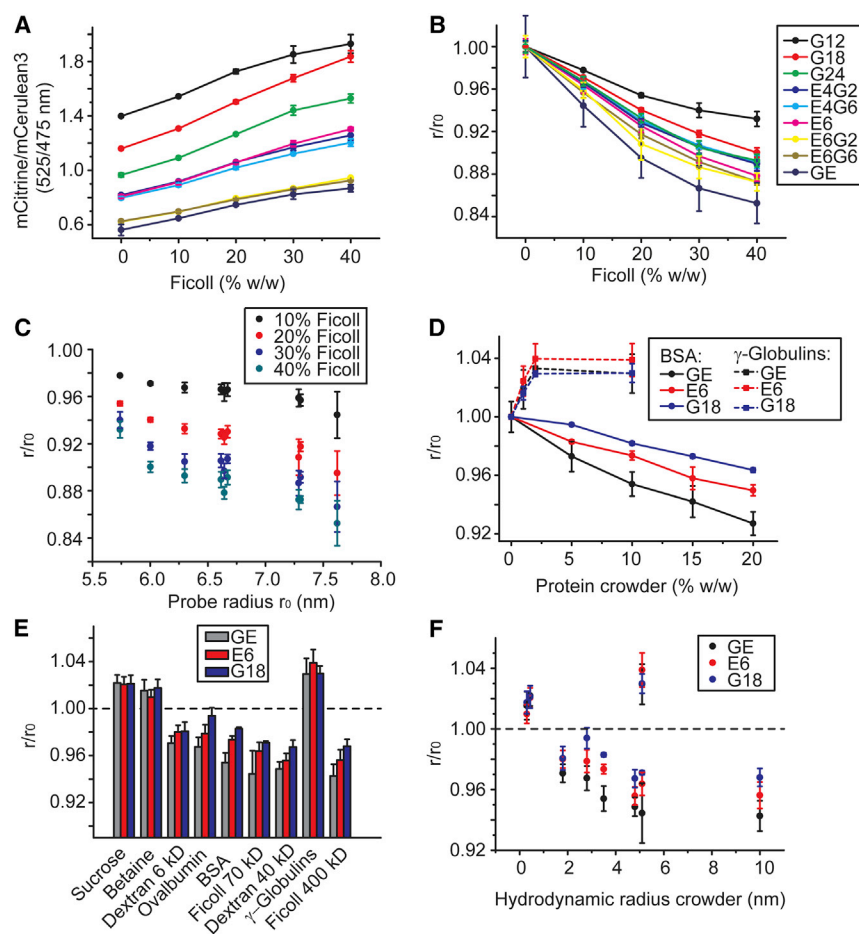 A
mCitrine/mCerulean3
(525/475 nm)
1.8
1.4
1.0
0.6
0 10 20 30 40
Ficoll (% w/w)
B
r/r₀
1.00
0.96
0.92
0.88
0.84
0 10 20 30 40
Ficoll (% w/w)
G12
G18
G24
E4G2
E4G6
E6
E6G2
E6G6
GE
C
10% Ficoll
20% Ficoll
30% Ficoll
40% Ficoll
r/r₀
1.00
0.96
0.92
0.88
0.84
5.5 6.0 6.5 7.0 7.5 8.0
Probe radius r₀ (nm)
D
BSA: γ-Globulins:
GE GE
E6 E6
G18 G18
r/r₀
1.04
1.00
0.96
0.92
0 5 10 15 20
Protein crowder (% w/w)
E
GE
E6
G18
r/r₀
1.04
1.00
0.96
0.92
Sucrose
Betaine
Dextran 6 kD
Ovalbumin
BSA
Ficoll 70 kD
Dextran 40 kD
γ–Globulins
Ficoll 400 kD
F
GE
E6
G18
r/r₀
1.04
1.00
0.96
0.92
0 2 4 6 8 10
Hydrodynamic radius crowder (nm)